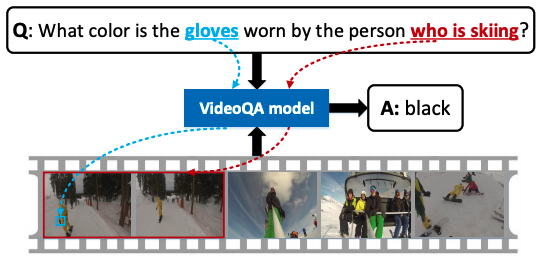 Q: What color is the gloves worn by the person who is skiing?
VideoQA model
A: black